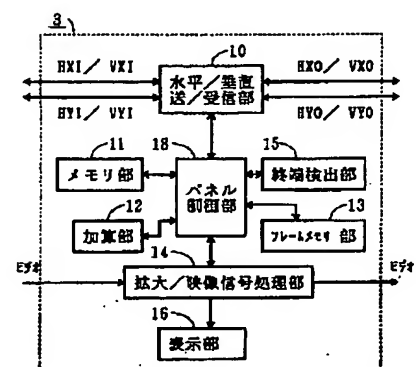 3
10
HXI／VXI
水平／垂直
送／受信部
HXO／VXO
HYI／VYI
HYO／VYO
11
18
15
メモリ部
パネル
制御部
終端検出部
12
13
加算部
フレームメモリ部
14
ビデオ
拡大／映像信号処理部
ビデオ
16
表示部